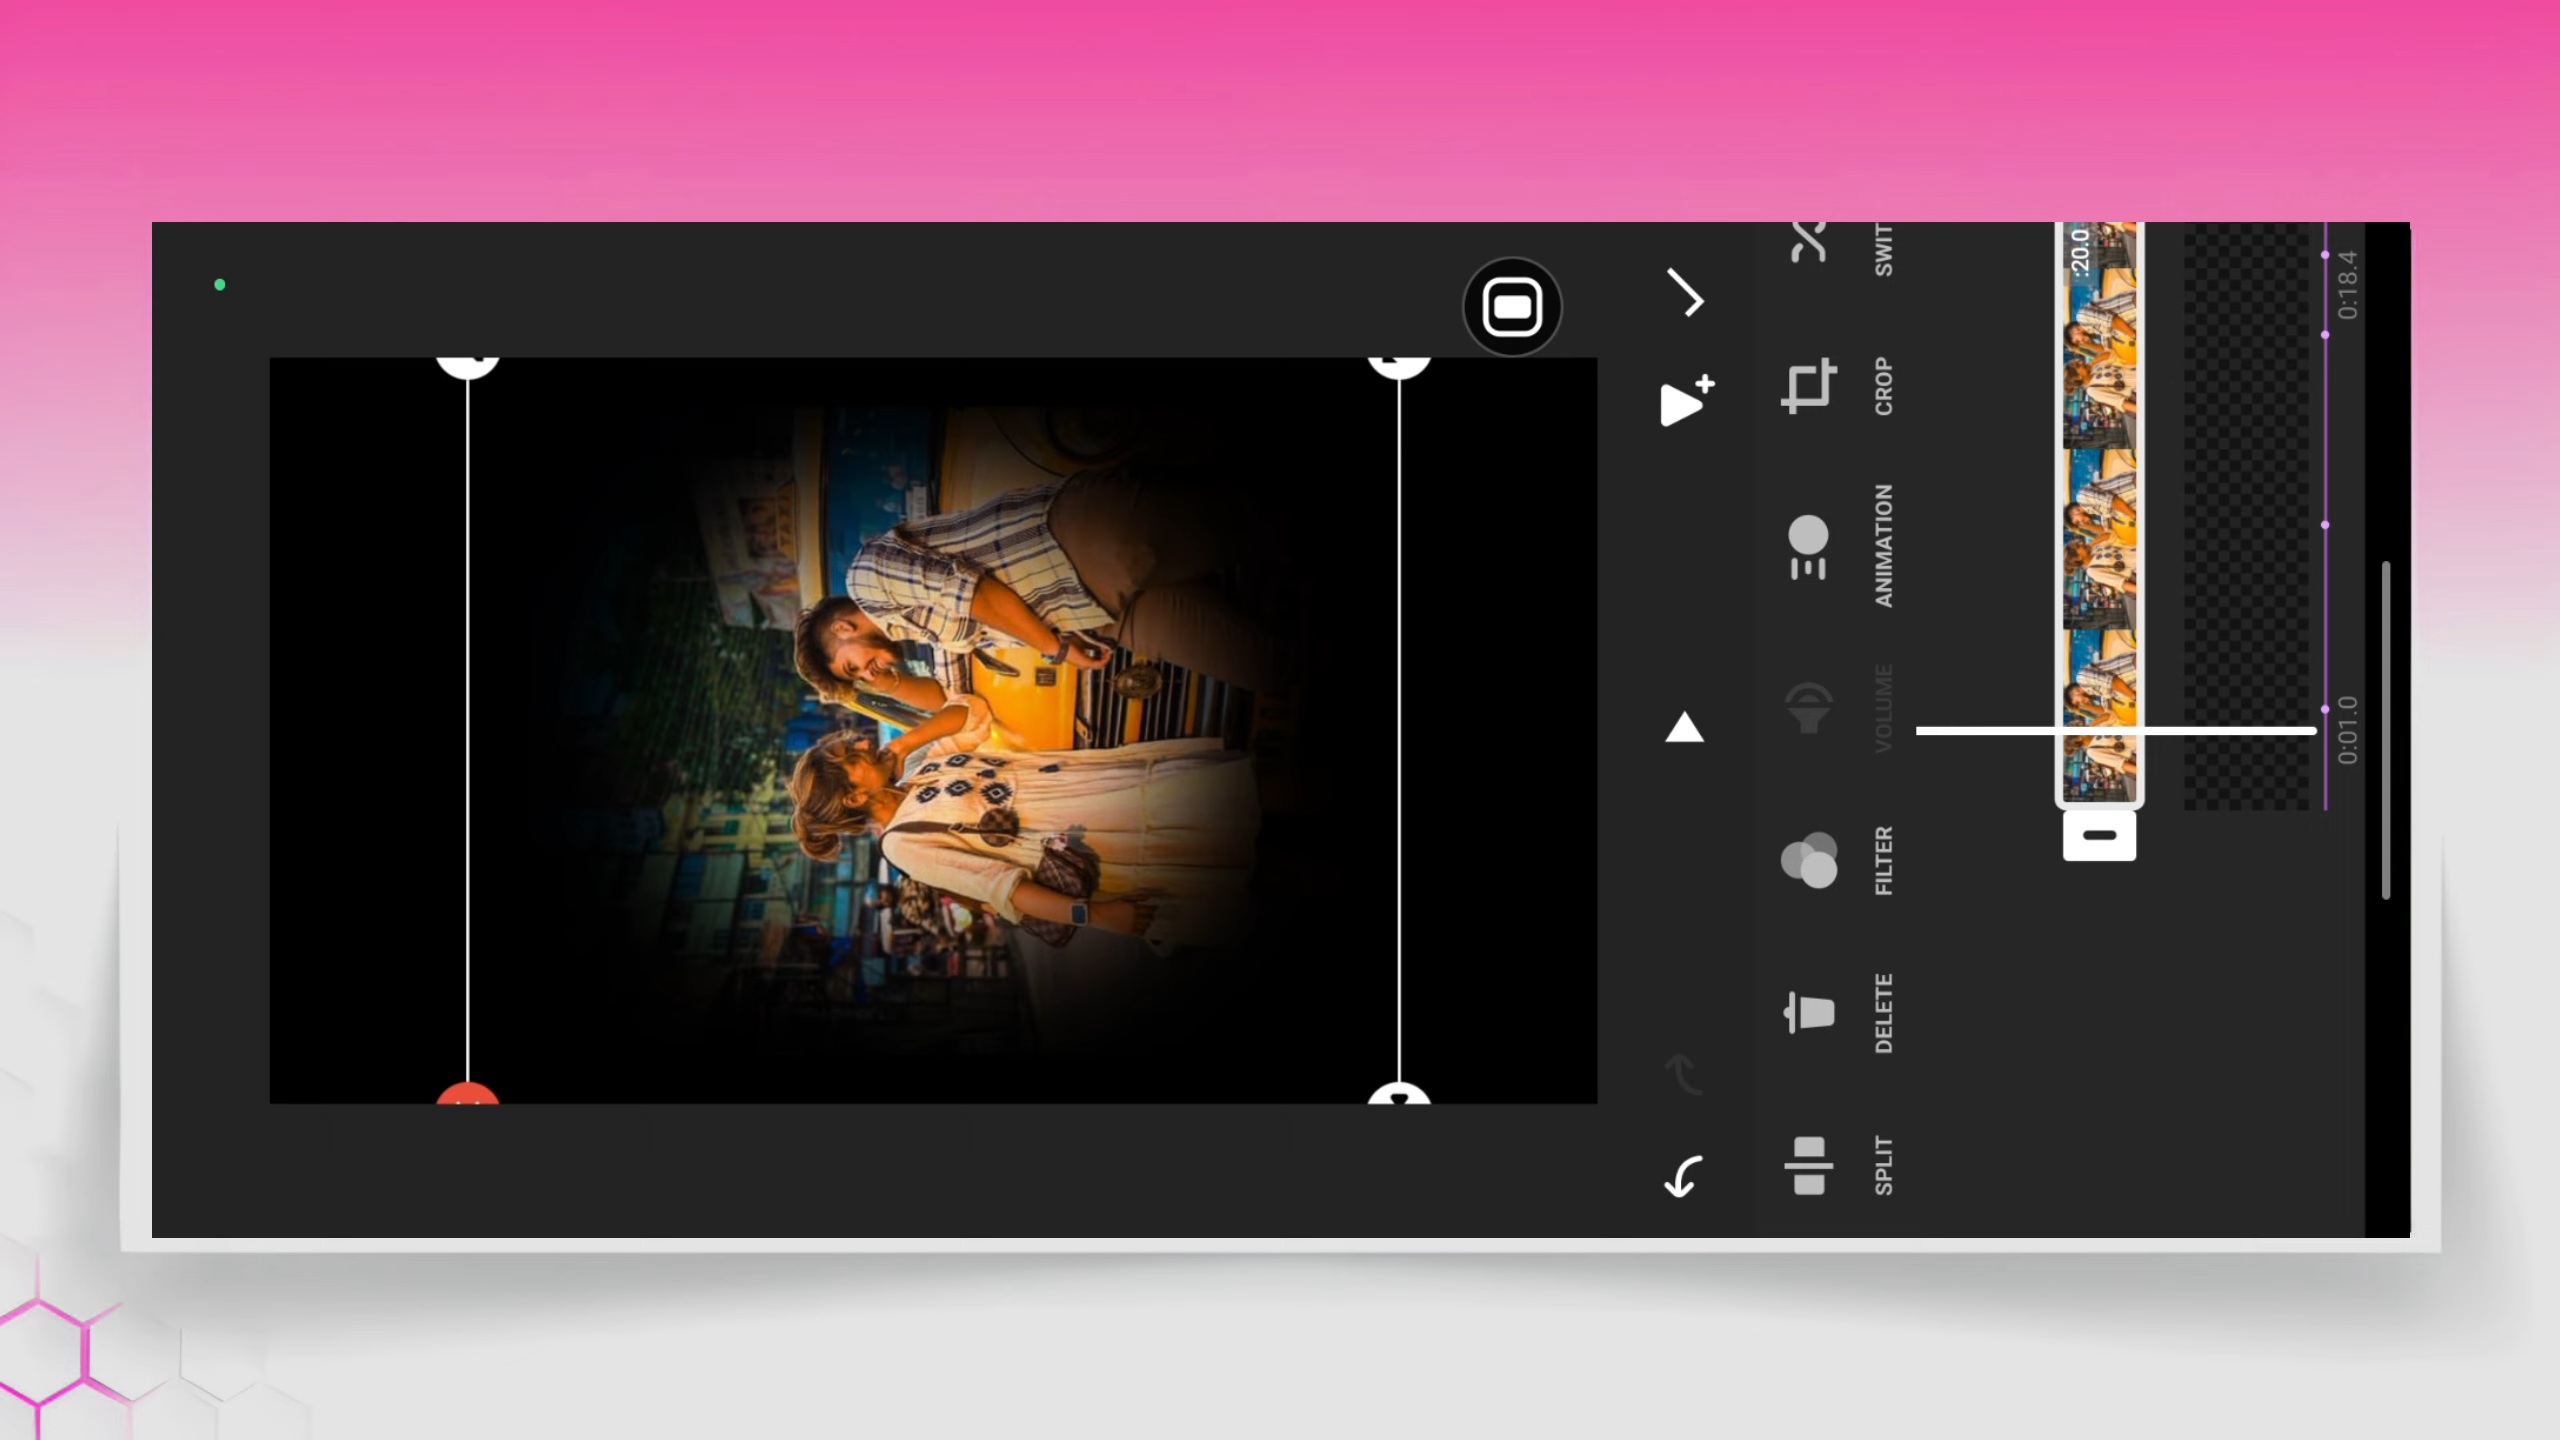 SPLIT
DELETE
FILTER
VOLUME
ANIMATION
CROP
SWIT
:20.0
0:01.0
0:18.4